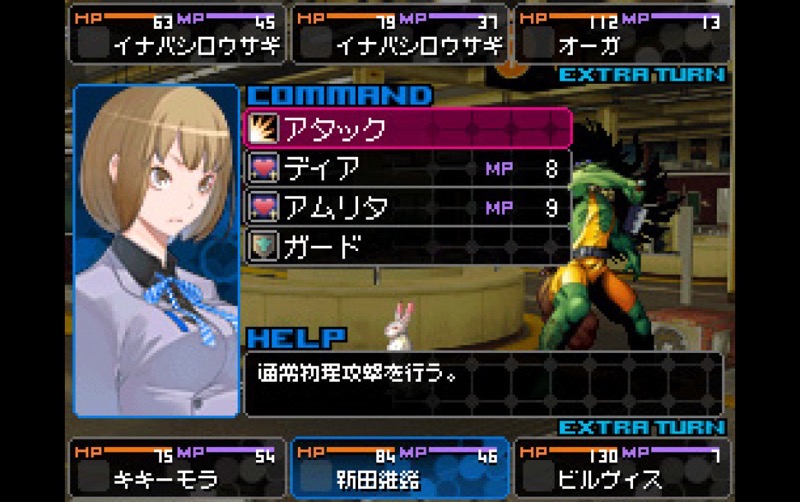 HP 63 MP 45 HP 79 MP 37 HP 112 MP 13
イナバシロウサギ イナバシロウサギ オーガ
EXTRA TURN
COMMAND
アタック
ディア MP 8
アムリタ MP 9
ガード
HELP
通常物理攻撃を行う。
EXTRA TURN
HP 75 MP 54 HP 84 MP 46 HP 130 MP 7
キキーモラ 新田維鈴 ビルヴィス